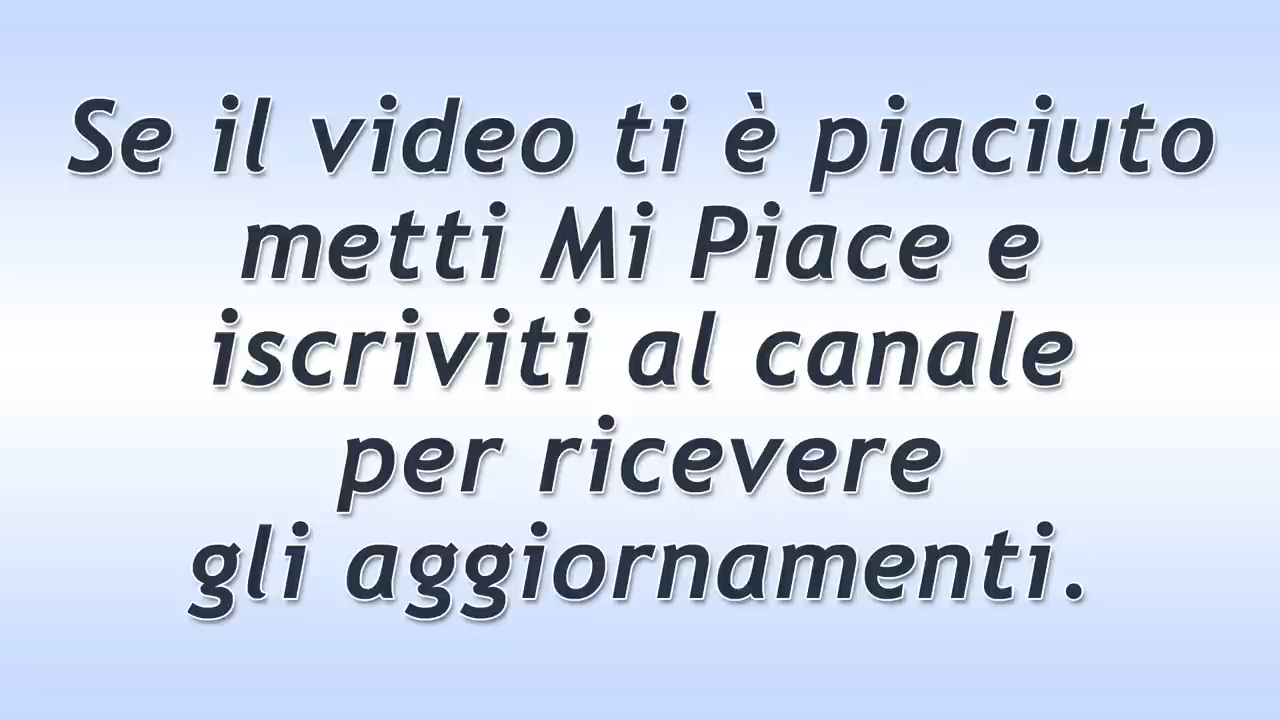 Se il video ti è piaciuto
metti Mi Piace e
iscriviti al canale
per ricevere
gli aggiornamenti.